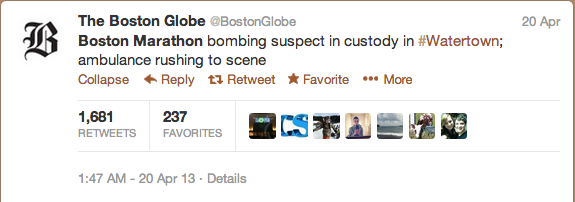 The Boston Globe @BostonGlobe 20 Apr
Boston Marathon bombing suspect in custody in #Watertown;
ambulance rushing to scene
Collapse Reply Retweet Favorite More
1,681 237
RETWEETS FAVORITES
1:47 AM - 20 Apr 13 · Details